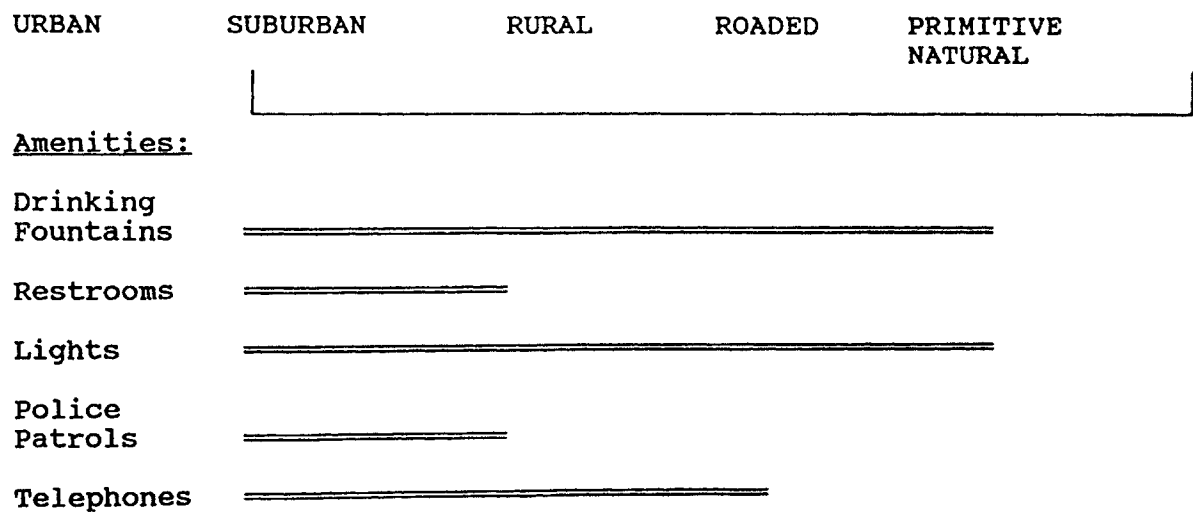 URBAN SUBURBAN RURAL ROADED PRIMITIVE
NATURAL
Amenities:
Drinking
Fountains
Restrooms
Lights
Police
Patrols
Telephones